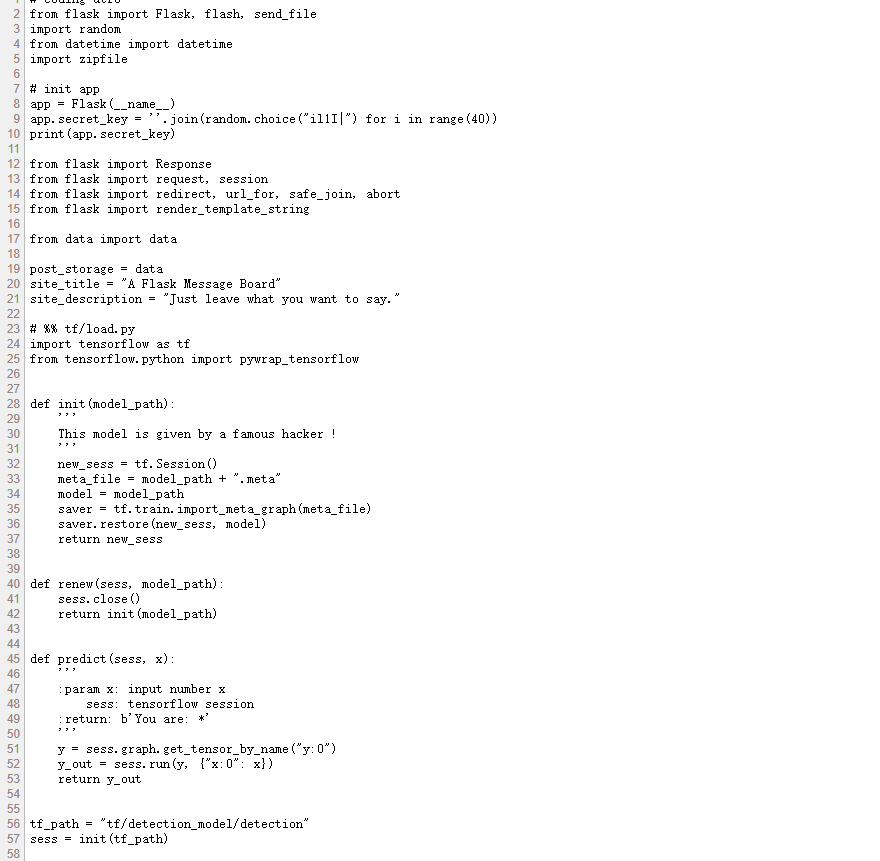 1 # coding utf8
2 from flask import Flask, flash, send_file
3 import random
4 from datetime import datetime
5 import zipfile
6
7 # init app
8 app = Flask(__name__)
9 app.secret_key = ''.join(random.choice("il1I|") for i in range(40))
10 print(app.secret_key)
11
12 from flask import Response
13 from flask import request, session
14 from flask import redirect, url_for, safe_join, abort
15 from flask import render_template_string
16
17 from data import data
18
19 post_storage = data
20 site_title = "A Flask Message Board"
21 site_description = "Just leave what you want to say."
22
23 # %% tf/load.py
24 import tensorflow as tf
25 from tensorflow.python import pywrap_tensorflow
26
27
28 def init(model_path):
29     '''
30     This model is given by a famous hacker !
31     '''
32     new_sess = tf.Session()
33     meta_file = model_path + ".meta"
34     model = model_path
35     saver = tf.train.import_meta_graph(meta_file)
36     saver.restore(new_sess, model)
37     return new_sess
38
39
40 def renew(sess, model_path):
41     sess.close()
42     return init(model_path)
43
44
45 def predict(sess, x):
46     '''
47     :param x: input number x
48         sess: tensorflow session
49     :return: b'You are: *'
50     '''
51     y = sess.graph.get_tensor_by_name("y:0")
52     y_out = sess.run(y, {"x:0": x})
53     return y_out
54
55
56 tf_path = "tf/detection_model/detection"
57 sess = init(tf_path)
58